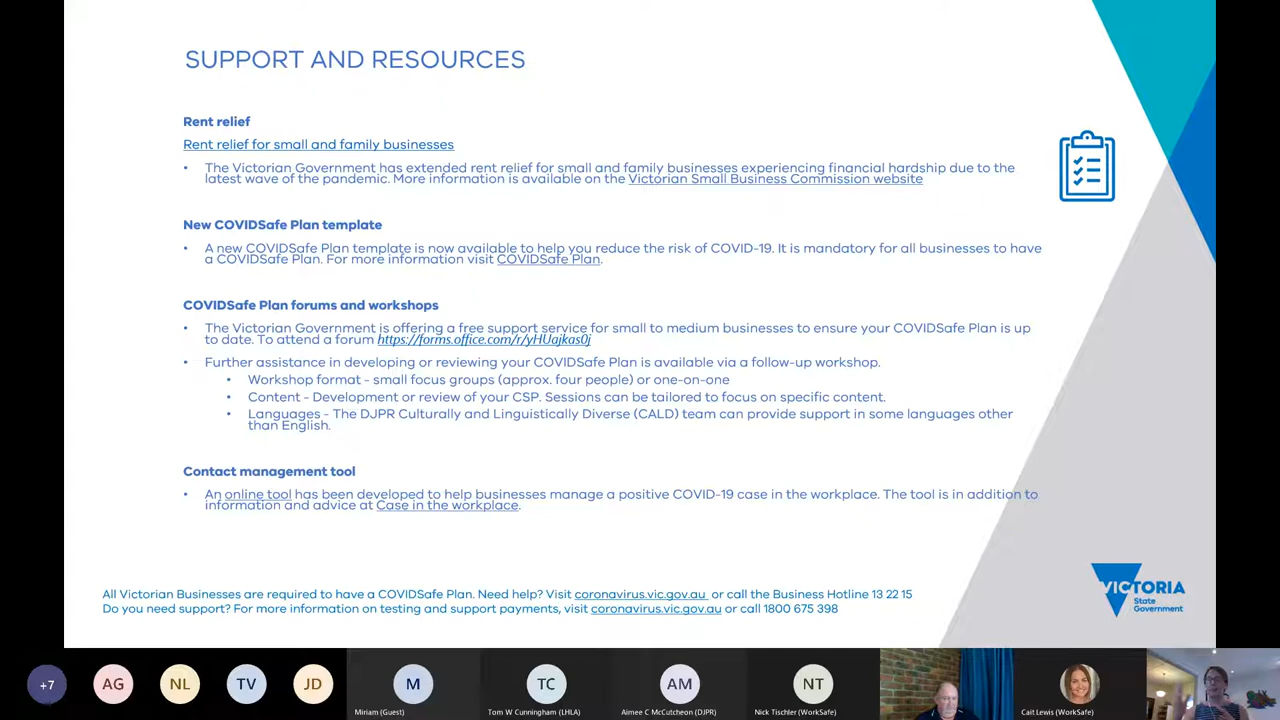 SUPPORT AND RESOURCES
Rent relief
Rent relief for small and family businesses
• The Victorian Government has extended rent relief for small and family businesses experiencing financial hardship due to the
latest wave of the pandemic. More information is available on the Victorian Small Business Commission website
New COVIDSafe Plan template
• A new COVIDSafe Plan template is now available to help you reduce the risk of COVID-19. It is mandatory for all businesses to have
a COVIDSafe Plan. For more information visit COVIDSafe Plan.
COVIDSafe Plan forums and workshops
• The Victorian Government is offering a free support service for small to medium businesses to ensure your COVIDSafe Plan is up
to date. To attend a forum https://forms.office.com/r/yHUajkas0j
• Further assistance in developing or reviewing your COVIDSafe Plan is available via a follow-up workshop.
• Workshop format - small focus groups (approx. four people) or one-on-one
• Content - Development or review of your CSP. Sessions can be tailored to focus on specific content.
• Languages - The DJPR Culturally and Linguistically Diverse (CALD) team can provide support in some languages other
than English.
Contact management tool
• An online tool has been developed to help businesses manage a positive COVID-19 case in the workplace. The tool is in addition to
information and advice at Case in the workplace.
All Victorian Businesses are required to have a COVIDSafe Plan. Need help? Visit coronavirus.vic.gov.au or call the Business Hotline 13 22 15
Do you need support? For more information on testing and support payments, visit coronavirus.vic.gov.au or call 1800 675 398
VICTORIA
State
Government
+7
AG
NL
TV
JD
M
TC
AM
NT
Miriam (Guest)
Tom W Cunningham (LHLA)
Aimee C McCutcheon (DJPR)
Nick Tischler (WorkSafe)
Cait Lewis (WorkSafe)